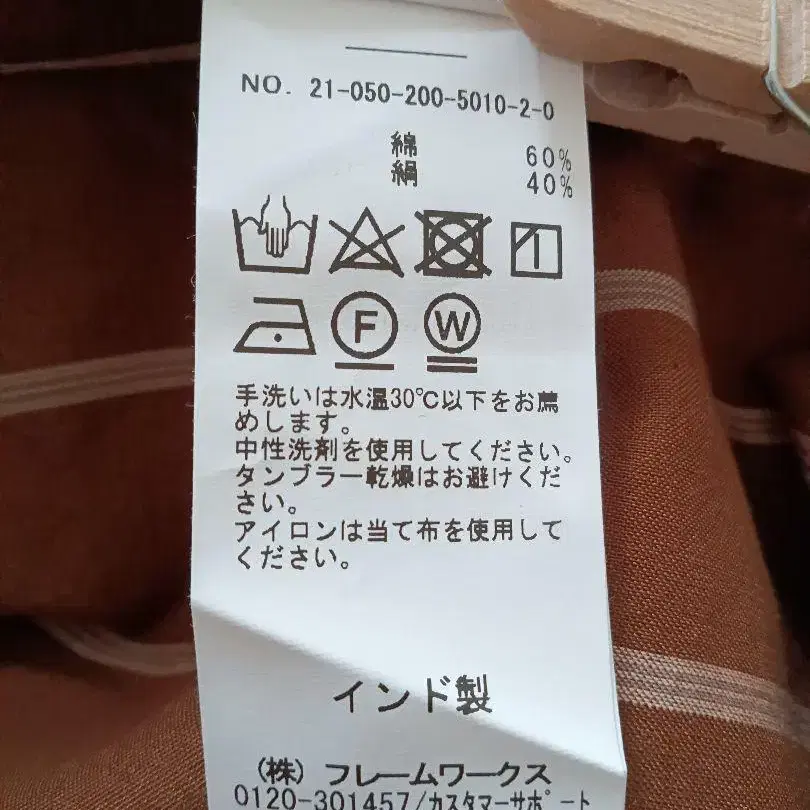 NO. 21-050-200-5010-2-0
綿 60%
絹 40%
F W
手洗いは水温30℃以下をお薦
めします。
中性洗剤を使用してください。
タンブラー乾燥はお避けくだ
さい。
アイロンは当て布を使用して
ください。
インド製
(株) フレームワークス
0120-301457/カスタマーサポート